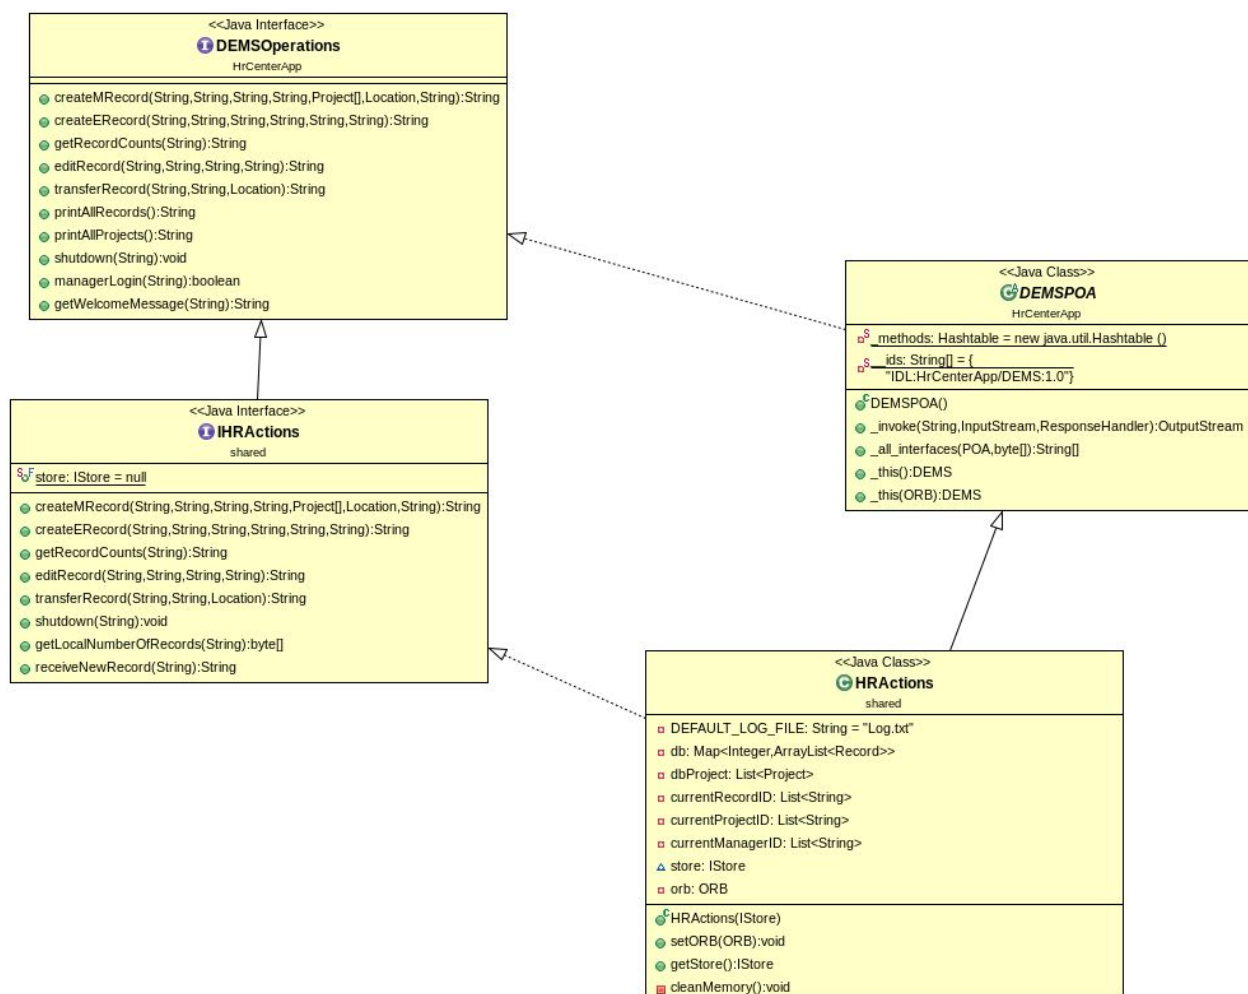 <<Java Interface>>
DEMSOperations
HrCenterApp
createMRecord(String,String,String,String,Project[],Location,String):String
createERecord(String,String,String,String,String,String):String
getRecordCounts(String):String
editRecord(String,String,String,String):String
transferRecord(String,String,Location):String
printAllRecords():String
printAllProjects():String
shutdown(String):void
managerLogin(String):boolean
getWelcomeMessage(String):String
<<Java Class>>
DEMSPOA
HrCenterApp
_methods: Hashtable = new java.util.Hashtable ()
__ids: String[] = {
"IDL:HrCenterApp/DEMS:1.0"}
DEMSPOA()
_invoke(String,InputStream,ResponseHandler):OutputStream
_all_interfaces(POA,byte[]):String[]
_this():DEMS
_this(ORB):DEMS
<<Java Interface>>
IHRActions
shared
store: IStore = null
createMRecord(String,String,String,String,Project[],Location,String):String
createERecord(String,String,String,String,String,String):String
getRecordCounts(String):String
editRecord(String,String,String,String):String
transferRecord(String,String,Location):String
shutdown(String):void
getLocalNumberOfRecords(String):byte[]
receiveNewRecord(String):String
<<Java Class>>
HRActions
shared
DEFAULT_LOG_FILE: String = "Log.txt"
db: Map<Integer,ArrayList<Record>>
dbProject: List<Project>
currentRecordID: List<String>
currentProjectID: List<String>
currentManagerID: List<String>
store: IStore
orb: ORB
HRActions(IStore)
setORB(ORB):void
getStore():IStore
cleanMemory():void